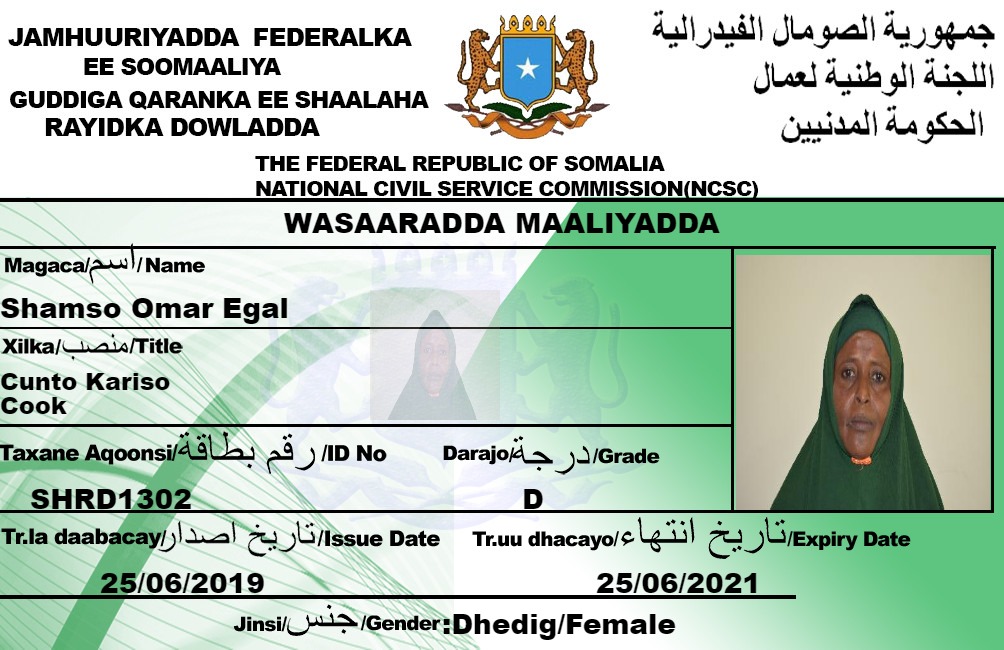 JAMHUURIYADDA FEDERALKA
EE SOOMAALIYA
GUDDIGA QARANKA EE SHAALAHA
RAYIDKA DOWLADDA
جمهورية الصومال الفيدرالية
اللجنة الوطنية لعمال
الحكومة المدنيين
THE FEDERAL REPUBLIC OF SOMALIA
NATIONAL CIVIL SERVICE COMMISSION(NCSC)
WASAARADDA MAALIYADDA
Magaca/اسم/Name
Shamso Omar Egal
Xilka/منصب/Title
Cunto Kariso
Cook
Taxane Aqoonsi/رقم بطاقة/ID No Darajo/درجة/Grade
SHRD1302 D
Tr.la daabacay/تاريخ اصدار/Issue Date Tr.uu dhacayo/تاريخ انتهاء/Expiry Date
25/06/2019 25/06/2021
Jinsi/جنس/Gender:Dhedig/Female